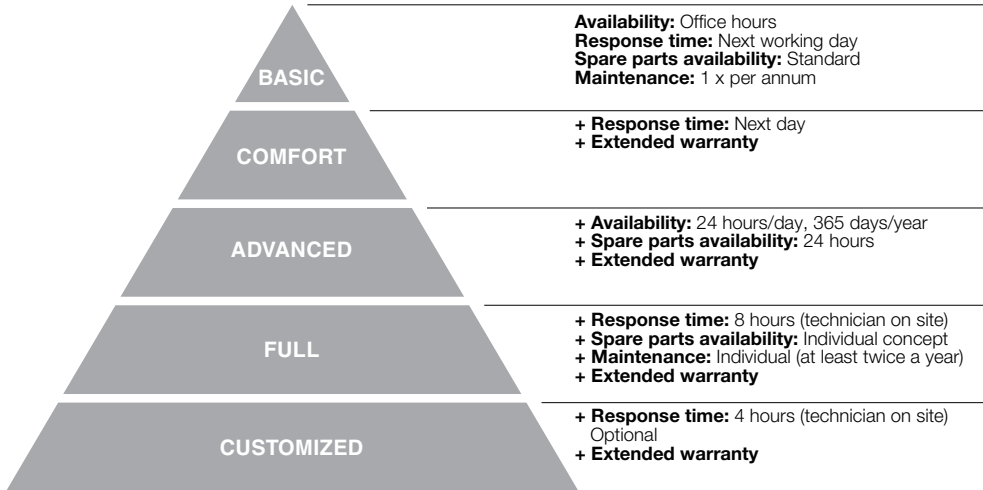 BASIC
Availability: Office hours
Response time: Next working day
Spare parts availability: Standard
Maintenance: 1 x per annum
COMFORT
+ Response time: Next day
+ Extended warranty
ADVANCED
+ Availability: 24 hours/day, 365 days/year
+ Spare parts availability: 24 hours
+ Extended warranty
FULL
+ Response time: 8 hours (technician on site)
+ Spare parts availability: Individual concept
+ Maintenance: Individual (at least twice a year)
+ Extended warranty
CUSTOMIZED
+ Response time: 4 hours (technician on site)
Optional
+ Extended warranty